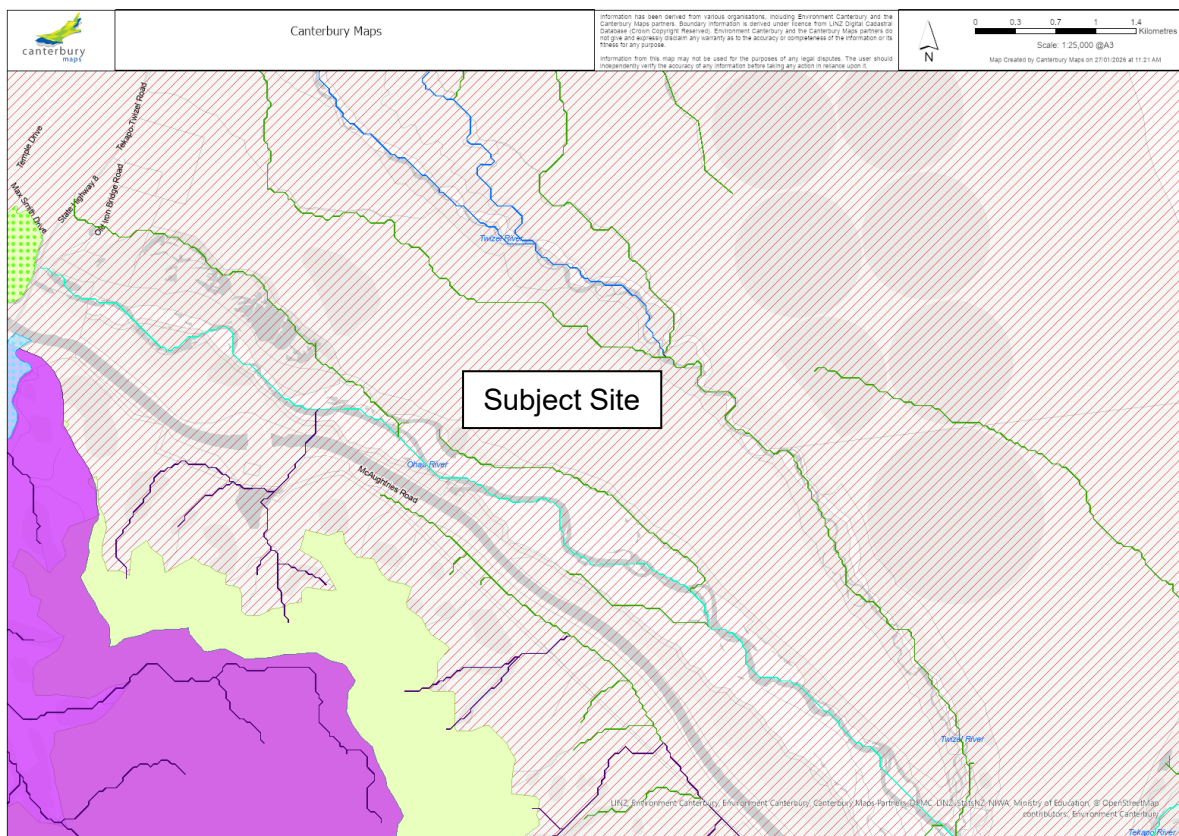 canterbury
maps
Canterbury Maps
Information has been derived from various organisations, including Environment Canterbury and the
Canterbury Maps partners. Boundary information is derived under licence from LINZ Digital Cadastral
Database (Crown Copyright Reserved). Environment Canterbury and the Canterbury Maps partners do
not give and expressly disclaim any warranty as to the accuracy or completeness of the information or its
fitness for any purpose.
Information from this map may not be used for the purposes of any legal disputes. The user should
independently verify the accuracy of any information before taking any action in reliance upon it.
N
0 0.3 0.7 1 1.4
Kilometres
Scale: 1:25,000 @A3
Map Created by Canterbury Maps on 27/01/2026 at 11:21 AM
Temple Drive
Tekapo-Twizel Road
Max Smith Drive
State Highway 8
Old Iron Bridge Road
Twizel River
Subject Site
Ohau River
McAughtries Road
Twizel River
LINZ, Environment Canterbury, Environment Canterbury, Canterbury Maps Partners,
NIWA, Ministry of Education, © OpenStreetMap
contributors, Environment Canterbury
Tekapo River